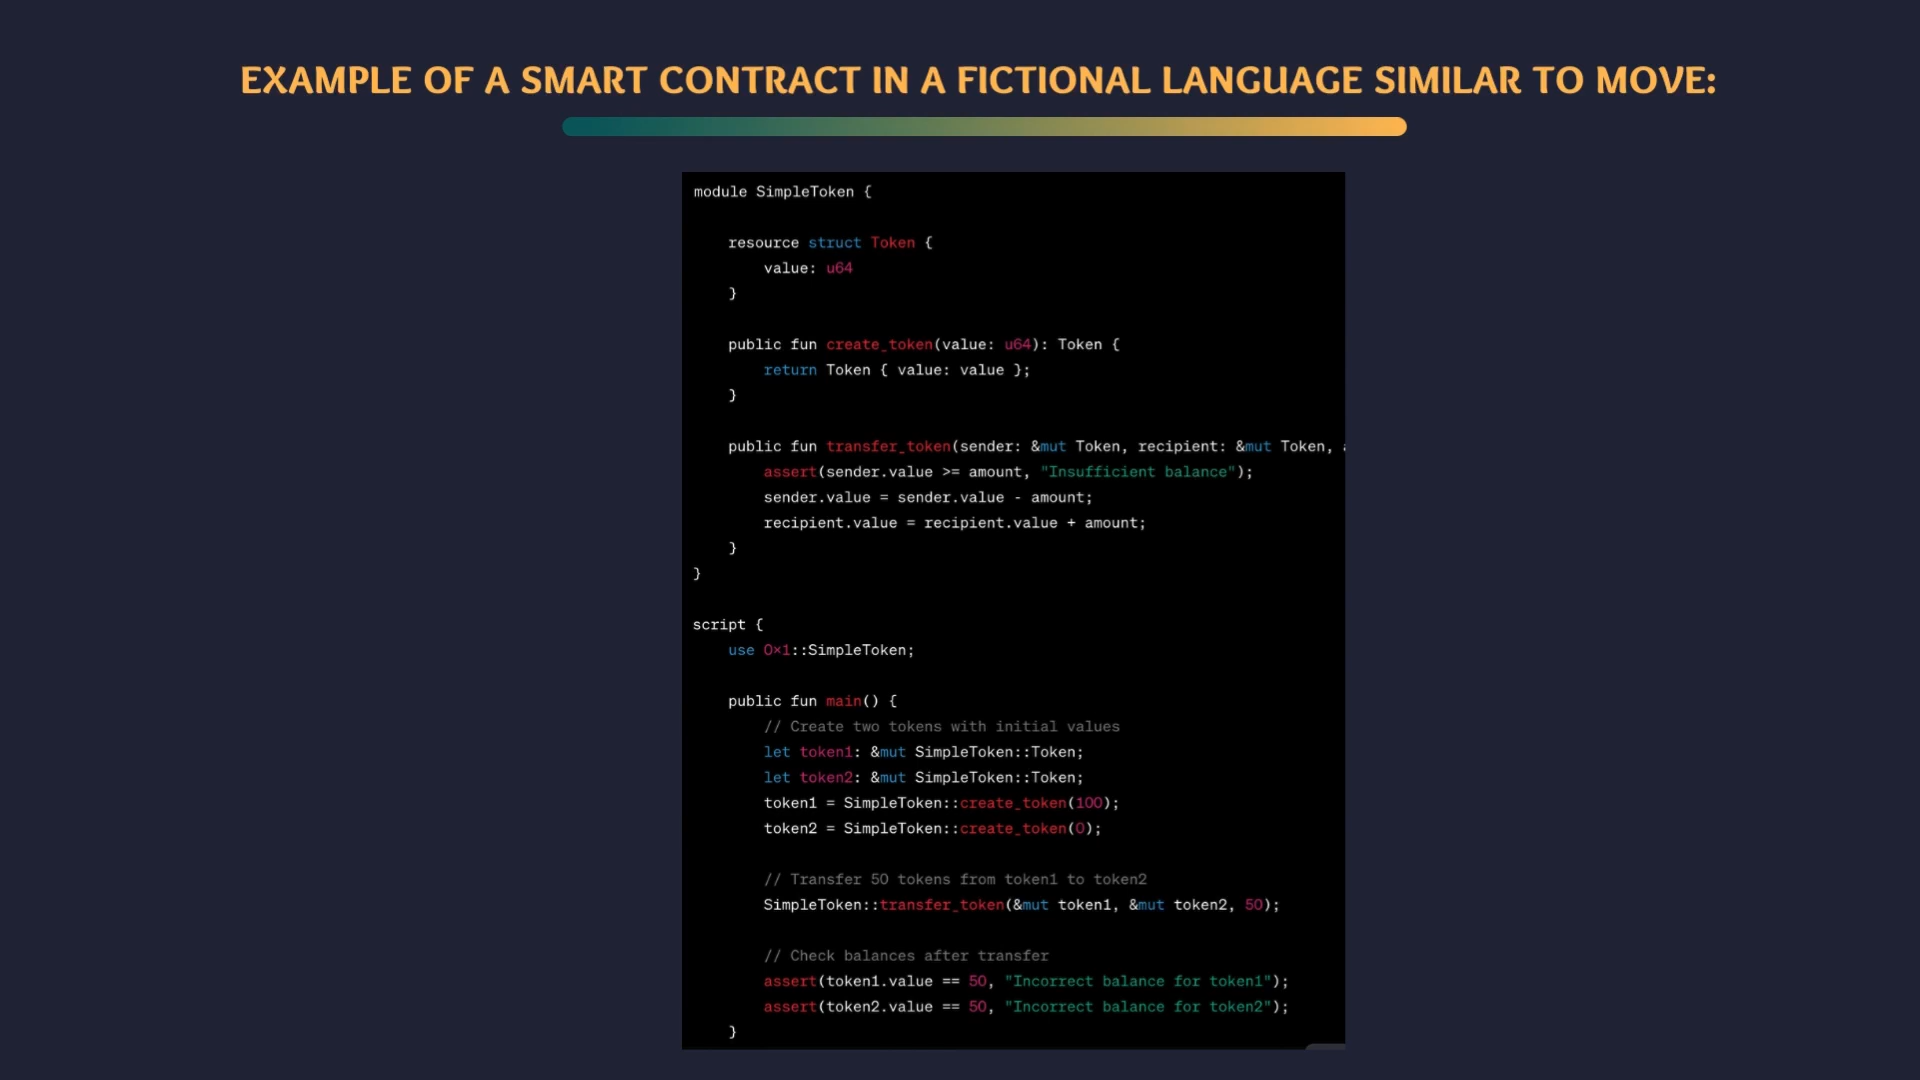 EXAMPLE OF A SMART CONTRACT IN A FICTIONAL LANGUAGE SIMILAR TO MOVE:
module SimpleToken {
    resource struct Token {
        value: u64
    }
    public fun create_token(value: u64): Token {
        return Token { value: value };
    }
    public fun transfer_token(sender: &mut Token, recipient: &mut Token,
        assert(sender.value >= amount, "Insufficient balance");
        sender.value = sender.value - amount;
        recipient.value = recipient.value + amount;
    }
}
script {
    use 0x1::SimpleToken;
    public fun main() {
        // Create two tokens with initial values
        let token1: &mut SimpleToken::Token;
        let token2: &mut SimpleToken::Token;
        token1 = SimpleToken::create_token(100);
        token2 = SimpleToken::create_token(0);
        // Transfer 50 tokens from token1 to token2
        SimpleToken::transfer_token(&mut token1, &mut token2, 50);
        // Check balances after transfer
        assert(token1.value == 50, "Incorrect balance for token1");
        assert(token2.value == 50, "Incorrect balance for token2");
    }